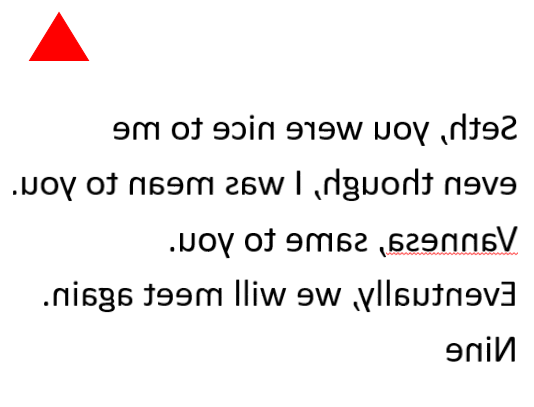 Seth, you were nice to me
even though, I was mean to you.
Vannesa, same to you.
Eventually, we will meet again.
Nine